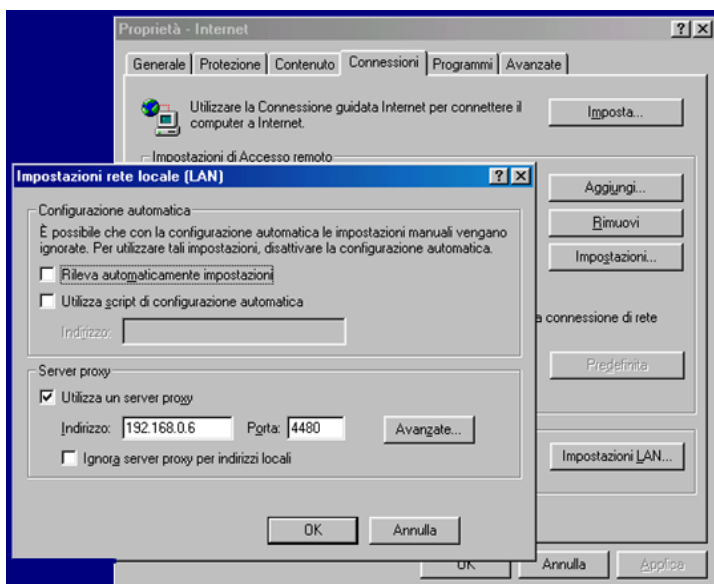 Proprietà - Internet
Generale Protezione Contenuto Connessioni Programmi Avanzate
Utilizzare la Connessione guidata Internet per connettere il
computer a Internet.
Imposta...
Impostazioni di Accesso remoto
Aggiungi...
Rimuovi
Impostazioni...
a connessione di rete
Predefinita
Impostazioni LAN...
OK Annulla Applica
Impostazioni rete locale (LAN)
Configurazione automatica
È possibile che con la configurazione automatica le impostazioni manuali vengano
ignorate. Per utilizzare tali impostazioni, disattivare la configurazione automatica.
Rileva automaticamente impostazioni
Utilizza script di configurazione automatica
Indirizzo:
Server proxy
Utilizza un server proxy
Indirizzo: 192.168.0.6 Porta: 4480 Avanzate...
Ignora server proxy per indirizzi locali
OK Annulla